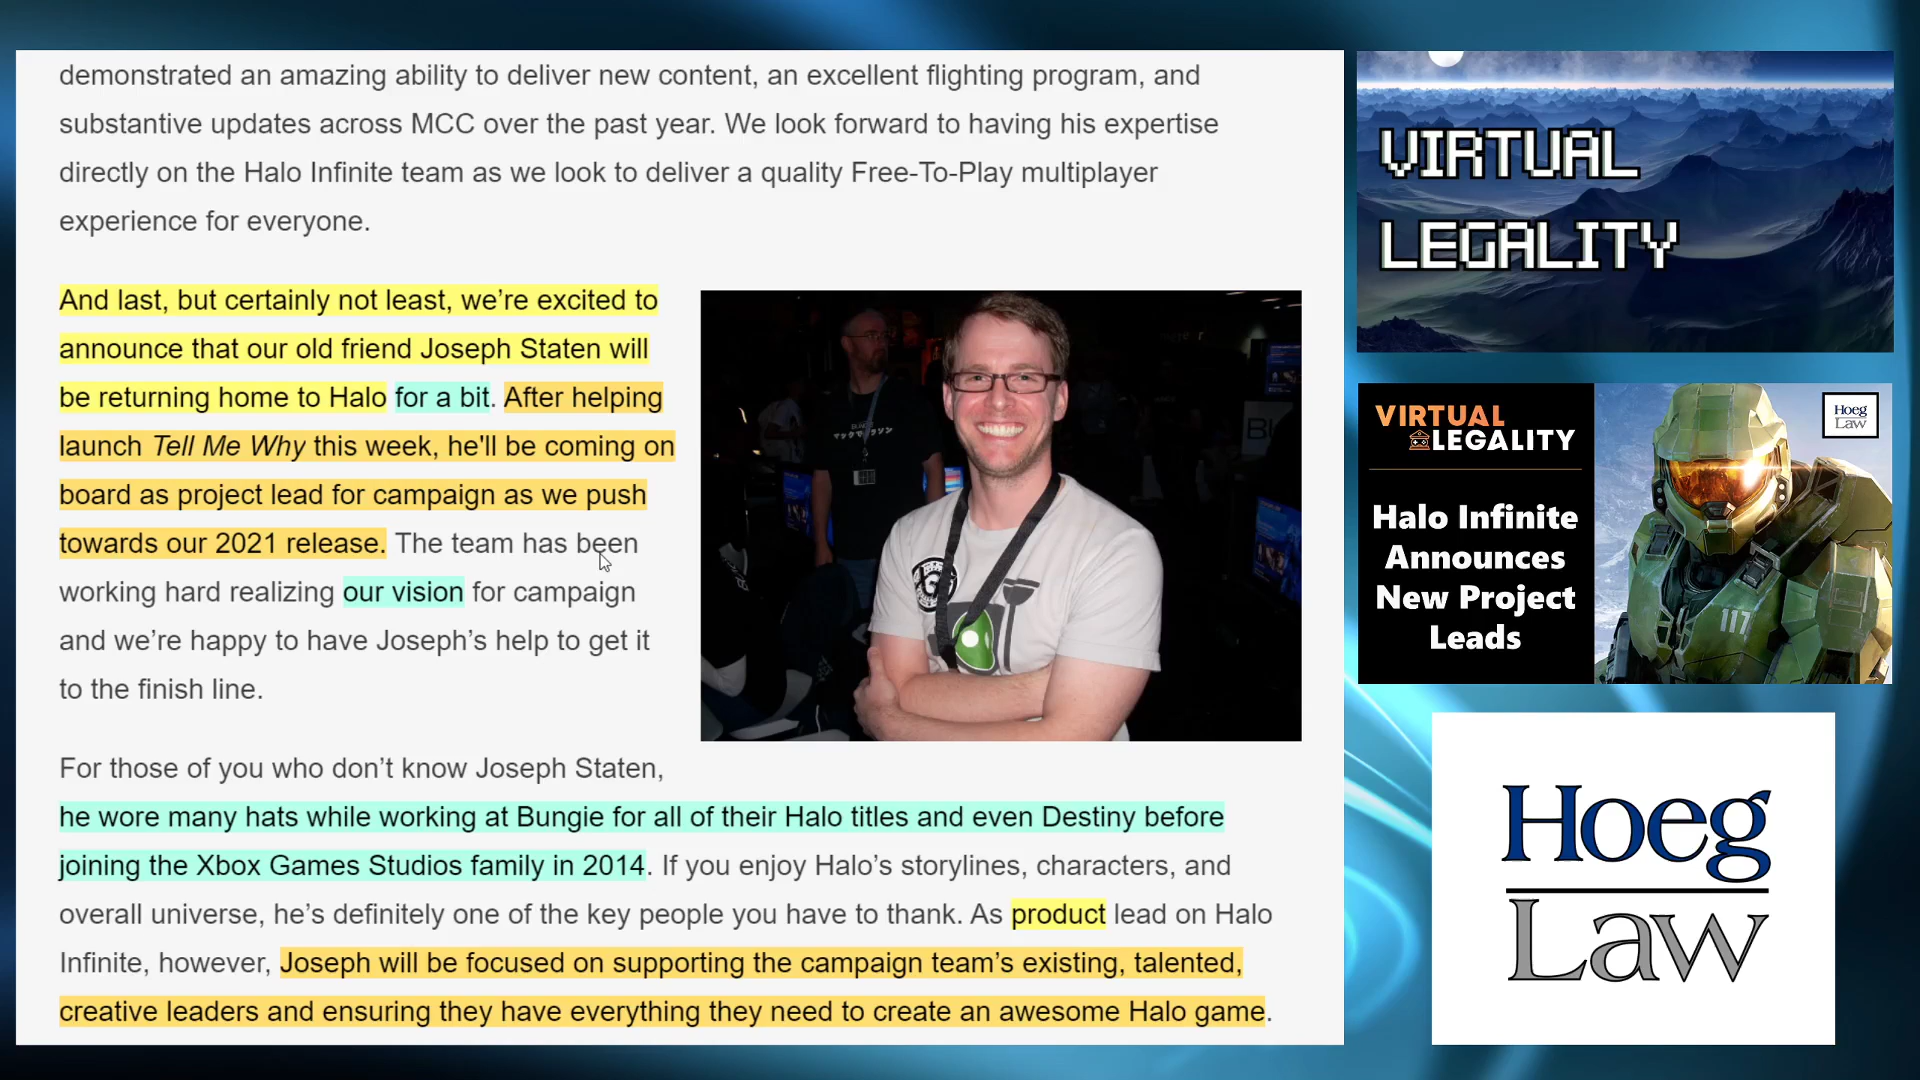 demonstrated an amazing ability to deliver new content, an excellent flighting program, and
substantive updates across MCC over the past year. We look forward to having his expertise
directly on the Halo Infinite team as we look to deliver a quality Free-To-Play multiplayer
experience for everyone.
And last, but certainly not least, we’re excited to
announce that our old friend Joseph Staten will
be returning home to Halo for a bit. After helping
launch Tell Me Why this week, he'll be coming on
board as project lead for campaign as we push
towards our 2021 release. The team has been
working hard realizing our vision for campaign
and we’re happy to have Joseph’s help to get it
to the finish line.
For those of you who don’t know Joseph Staten,
he wore many hats while working at Bungie for all of their Halo titles and even Destiny before
joining the Xbox Games Studios family in 2014. If you enjoy Halo’s storylines, characters, and
overall universe, he’s definitely one of the key people you have to thank. As product lead on Halo
Infinite, however, Joseph will be focused on supporting the campaign team’s existing, talented,
creative leaders and ensuring they have everything they need to create an awesome Halo game.
VIRTUAL
LEGALITY
VIRTUAL
LEGALITY
Hoeg
Law
Halo Infinite
Announces
New Project
Leads
117
Hoeg
Law